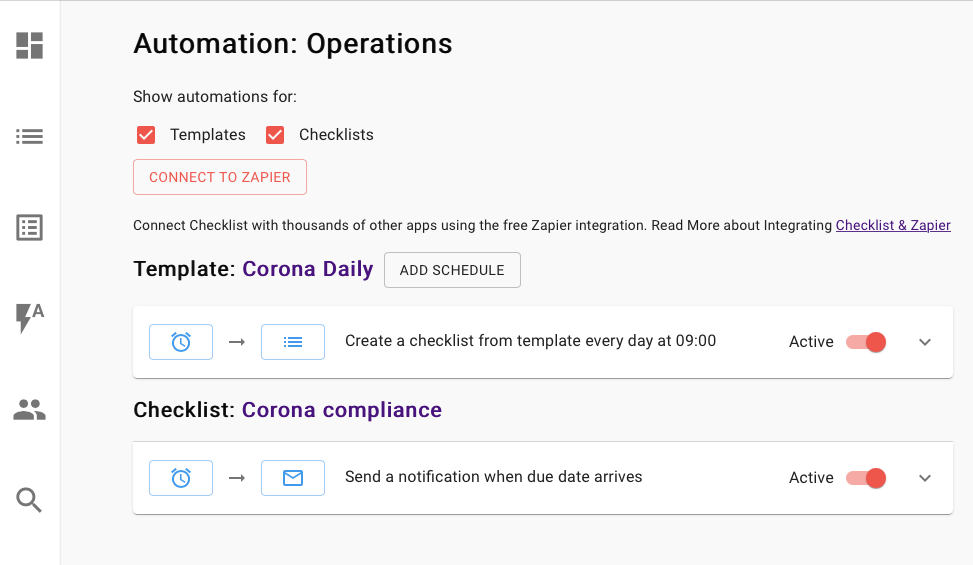 Automation: Operations
Show automations for:
Templates Checklists
CONNECT TO ZAPIER
Connect Checklist with thousands of other apps using the free Zapier integration. Read More about Integrating Checklist & Zapier
Template: Corona Daily ADD SCHEDULE
A
Create a checklist from template every day at 09:00 Active
Checklist: Corona compliance
Send a notification when due date arrives Active